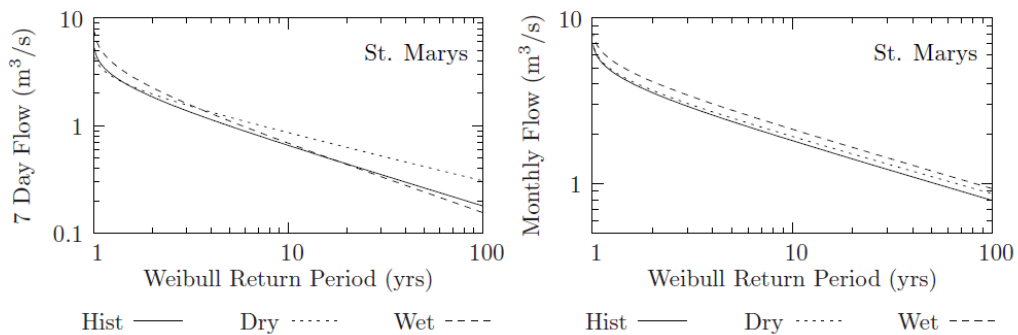 10
1
0.1
7 Day Flow (m³/s)
St. Marys
1 10 100
Weibull Return Period (yrs)
Hist Dry Wet
10
1
Monthly Flow (m³/s)
St. Marys
1 10 100
Weibull Return Period (yrs)
Hist Dry Wet